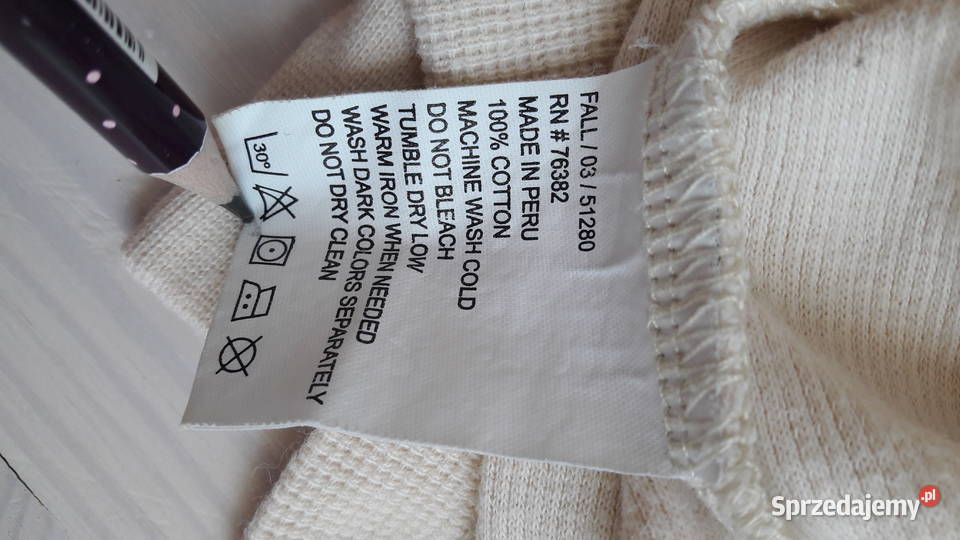 FALL / 03 / 51280
RN # 76382
MADE IN PERU
100% COTTON
MACHINE WASH COLD
DO NOT BLEACH
TUMBLE DRY LOW
WARM IRON WHEN NEEDED
WASH DARK COLORS SEPARATELY
DO NOT DRY CLEAN
30°
Sprzedajemy.pl